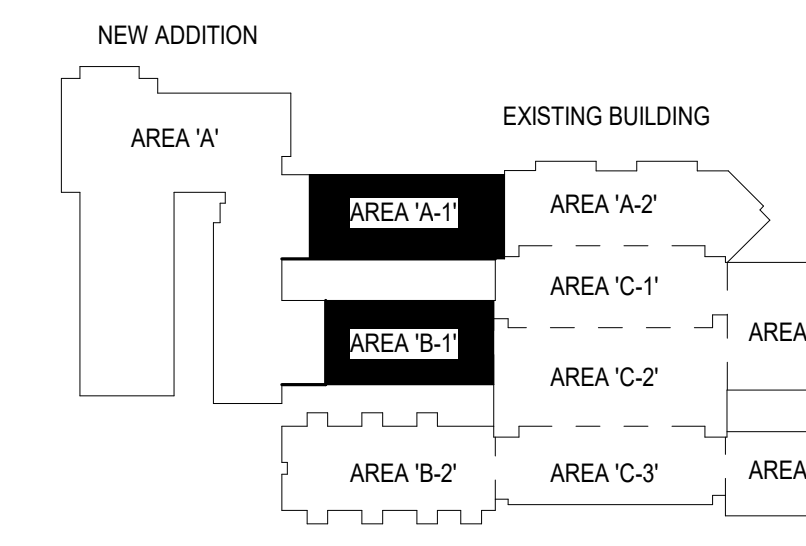 NEW ADDITION
AREA 'A'
EXISTING BUILDING
AREA 'A-1'
AREA 'A-2'
AREA 'C-1'
AREA 'B-1'
AREA
AREA 'C-2'
AREA 'B-2'
AREA 'C-3'
AREA